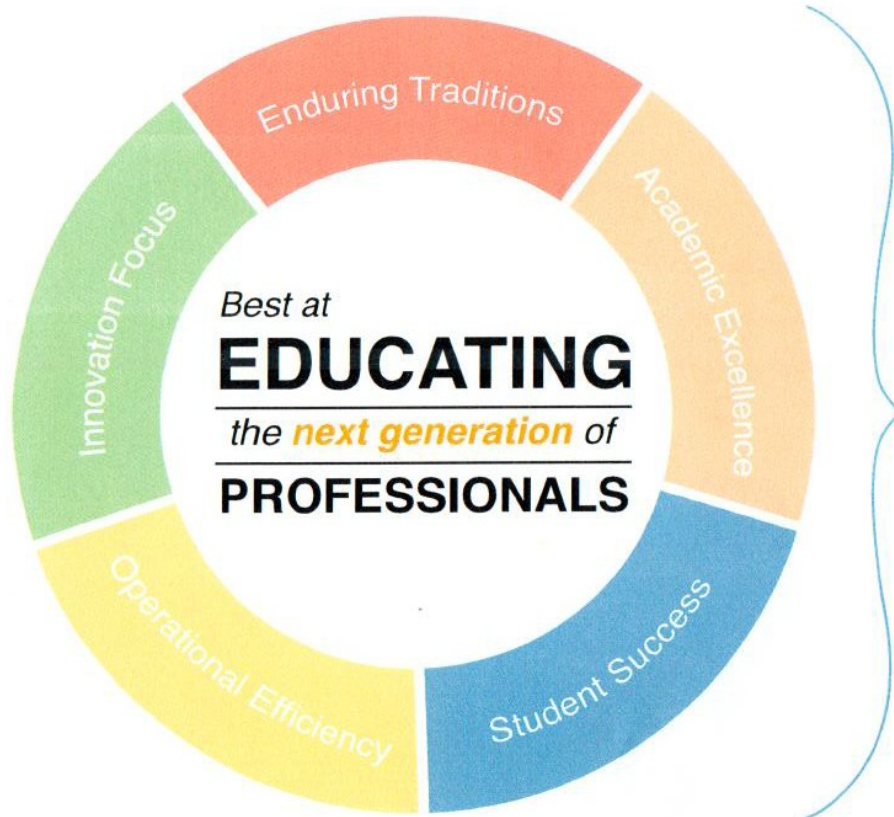 Enduring Traditions
Academic Excellence
Student Success
Operational Efficiency
Innovation Focus
Best at
EDUCATING
the next generation of
PROFESSIONALS